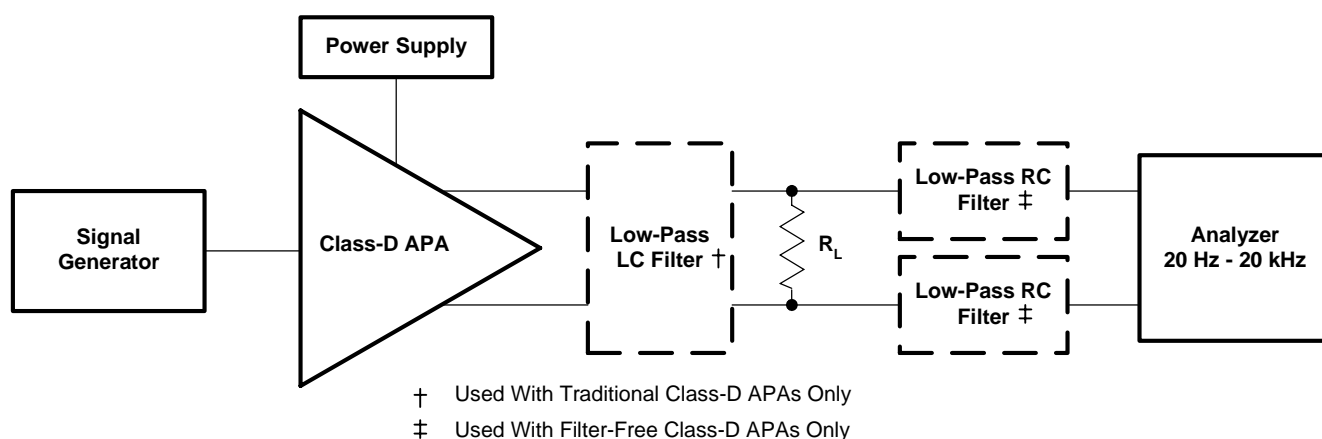 Power Supply
Signal
Generator
Class-D APA
Low-Pass
LC Filter †
R_L
Low-Pass RC
Filter ‡
Low-Pass RC
Filter ‡
Analyzer
20 Hz - 20 kHz
† Used With Traditional Class-D APAs Only
‡ Used With Filter-Free Class-D APAs Only